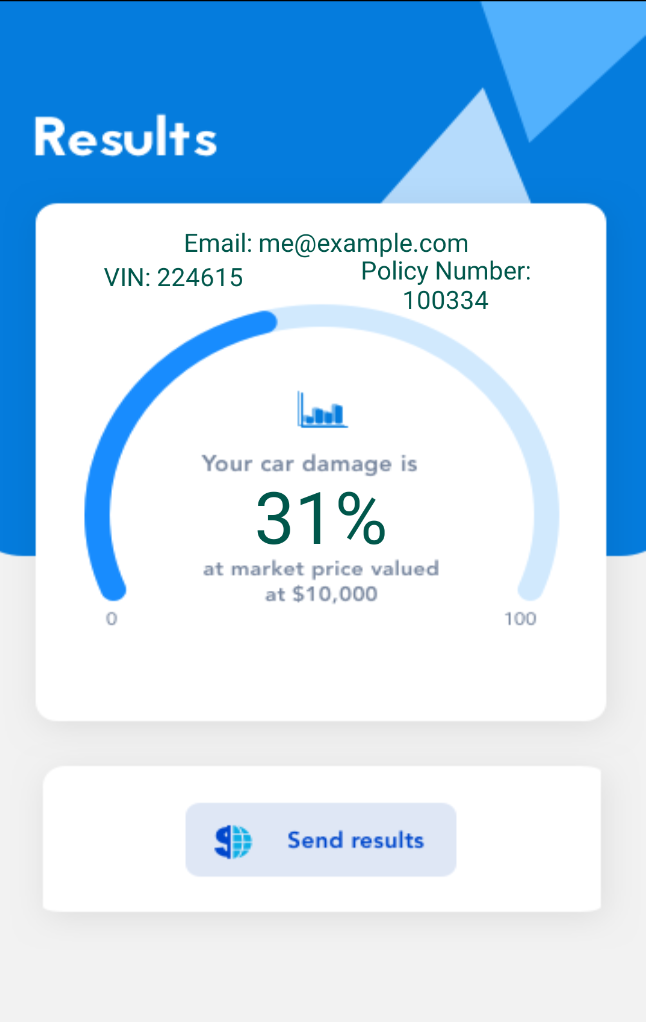 Results
Email: me@example.com
VIN: 224615
Policy Number:
100334
Your car damage is
31%
at market price valued
at $10,000
0
100
Send results